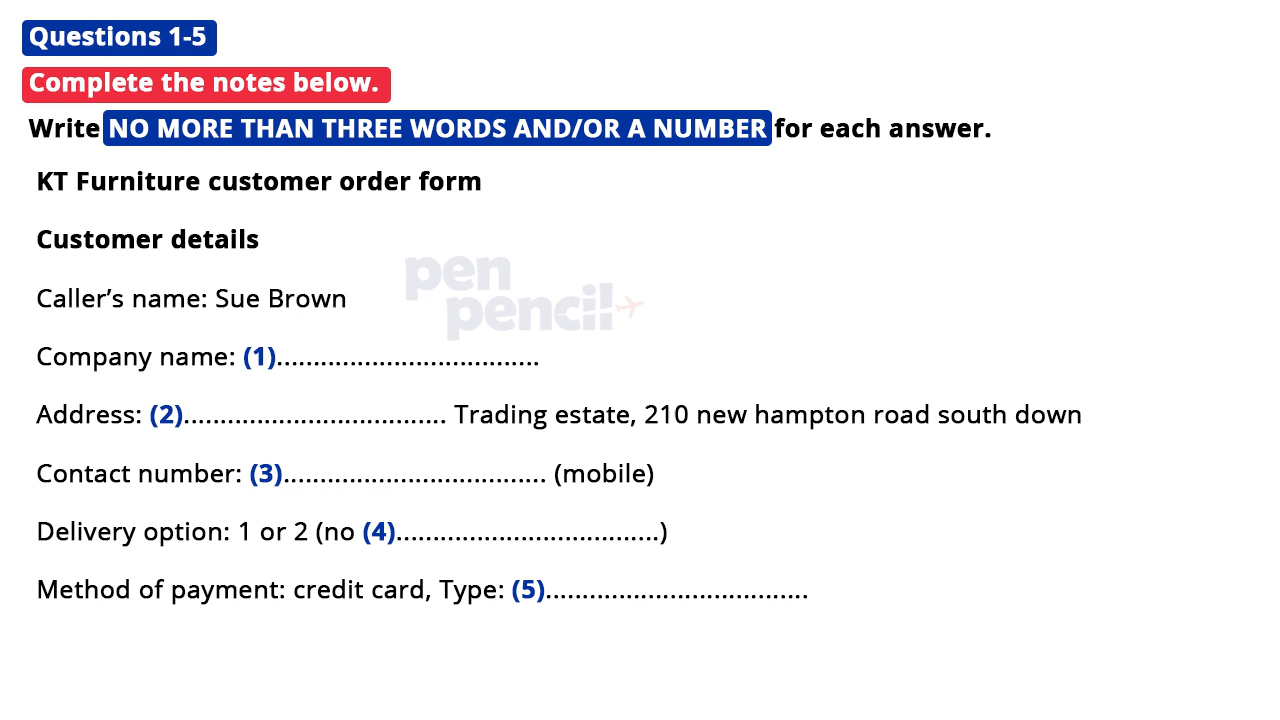 Questions 1-5
Complete the notes below.
Write NO MORE THAN THREE WORDS AND/OR A NUMBER for each answer.
KT Furniture customer order form
Customer details
pen
pencil
Caller’s name: Sue Brown
Company name: (1)...................................
Address: (2)................................... Trading estate, 210 new hampton road south down
Contact number: (3)................................... (mobile)
Delivery option: 1 or 2 (no (4)...................................)
Method of payment: credit card, Type: (5)...................................